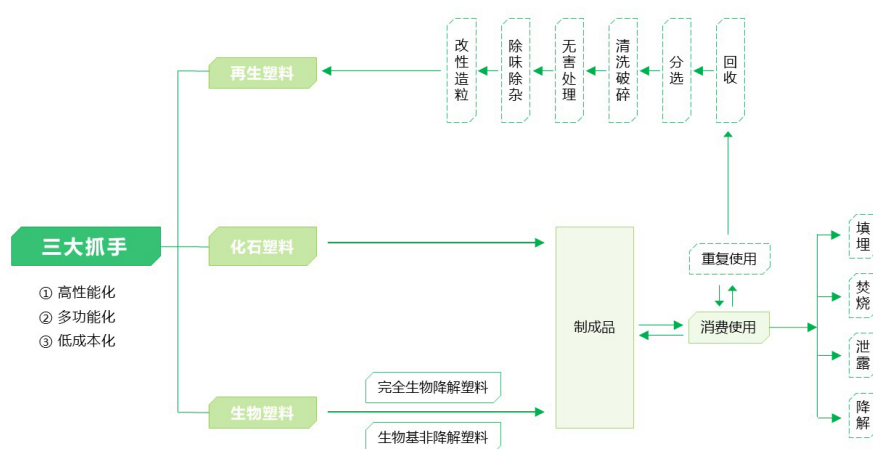 再生塑料
改性造粒
除味除杂
无害处理
清洗破碎
分选
回收
三大抓手
① 高性能化
② 多功能化
③ 低成本化
化石塑料
制成品
重复使用
消费使用
填埋
焚烧
泄露
降解
生物塑料
完全生物降解塑料
生物基非降解塑料